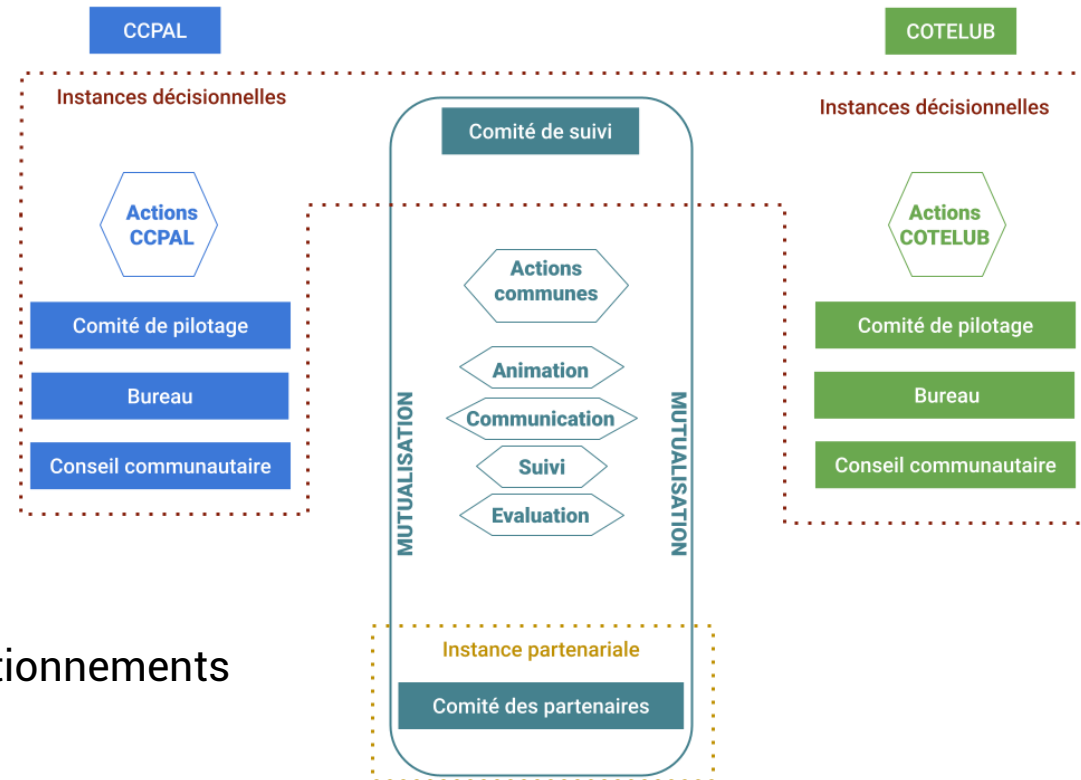 CCPAL
COTELUB
Instances décisionnelles
Instances décisionnelles
Comité de suivi
Actions
CCPAL
Actions
COTELUB
Actions
communes
Comité de pilotage
Comité de pilotage
Animation
Bureau
Bureau
Communication
MUTUALISATION
MUTUALISATION
Suivi
Conseil communautaire
Conseil communautaire
Evaluation
Instance partenariale
tionnements
Comité des partenaires